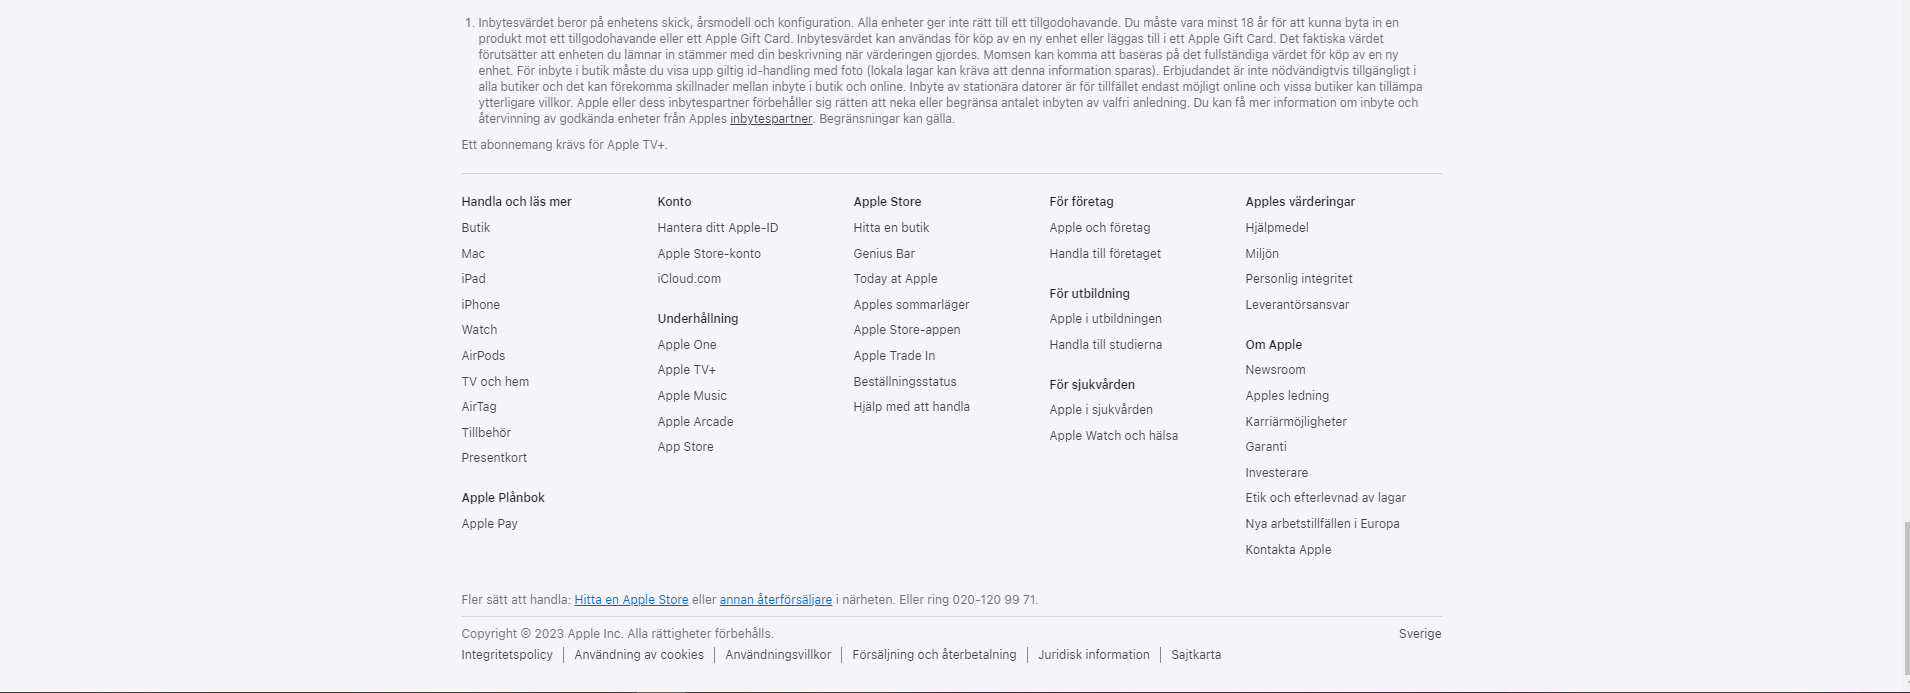 1. Inbytesvärdet beror på enhetens skick, årsmodell och konfiguration. Alla enheter ger inte rätt till ett tillgodohavande. Du måste vara minst 18 år för att kunna byta in en
produkt mot ett tillgodohavande eller ett Apple Gift Card. Inbytesvärdet kan användas för köp av en ny enhet eller läggas till i ett Apple Gift Card. Det faktiska värdet
förutsätter att enheten du lämnar in stämmer med din beskrivning när värderingen gjordes. Momsen kan komma att baseras på det fullständiga värdet för köp av en ny
enhet. För inbyte i butik måste du visa upp giltig id-handling med foto (lokala lagar kan kräva att denna information sparas). Erbjudandet är inte nödvändigtvis tillgängligt i
alla butiker och det kan förekomma skillnader mellan inbyte i butik och online. Inbyte av stationära datorer är för tillfället endast möjligt online och vissa butiker kan tillämpa
ytterligare villkor. Apple eller dess inbytespartner förbehåller sig rätten att neka eller begränsa antalet inbyten av valfri anledning. Du kan få mer information om inbyte och
återvinning av godkända enheter från Apples inbytespartner. Begränsningar kan gälla.
Ett abonnemang krävs för Apple TV+.
Handla och läs mer
Butik
Mac
iPad
iPhone
Watch
AirPods
TV och hem
AirTag
Tillbehör
Presentkort
Apple Plånbok
Apple Pay
Konto
Hantera ditt Apple-ID
Apple Store-konto
iCloud.com
Underhållning
Apple One
Apple TV+
Apple Music
Apple Arcade
App Store
Apple Store
Hitta en butik
Genius Bar
Today at Apple
Apples sommarläger
Apple Store-appen
Apple Trade In
Beställningsstatus
Hjälp med att handla
För företag
Apple och företag
Handla till företaget
För utbildning
Apple i utbildningen
Handla till studierna
För sjukvården
Apple i sjukvården
Apple Watch och hälsa
Apples värderingar
Hjälpmedel
Miljön
Personlig integritet
Leverantörsansvar
Om Apple
Newsroom
Apples ledning
Karriärmöjligheter
Garanti
Investerare
Etik och efterlevnad av lagar
Nya arbetstillfällen i Europa
Kontakta Apple
Fler sätt att handla: Hitta en Apple Store eller annan återförsäljare i närheten. Eller ring 020-120 99 71.
Copyright © 2023 Apple Inc. Alla rättigheter förbehålls.
Sverige
Integritetspolicy | Användning av cookies | Användningsvillkor | Försäljning och återbetalning | Juridisk information | Sajtkarta